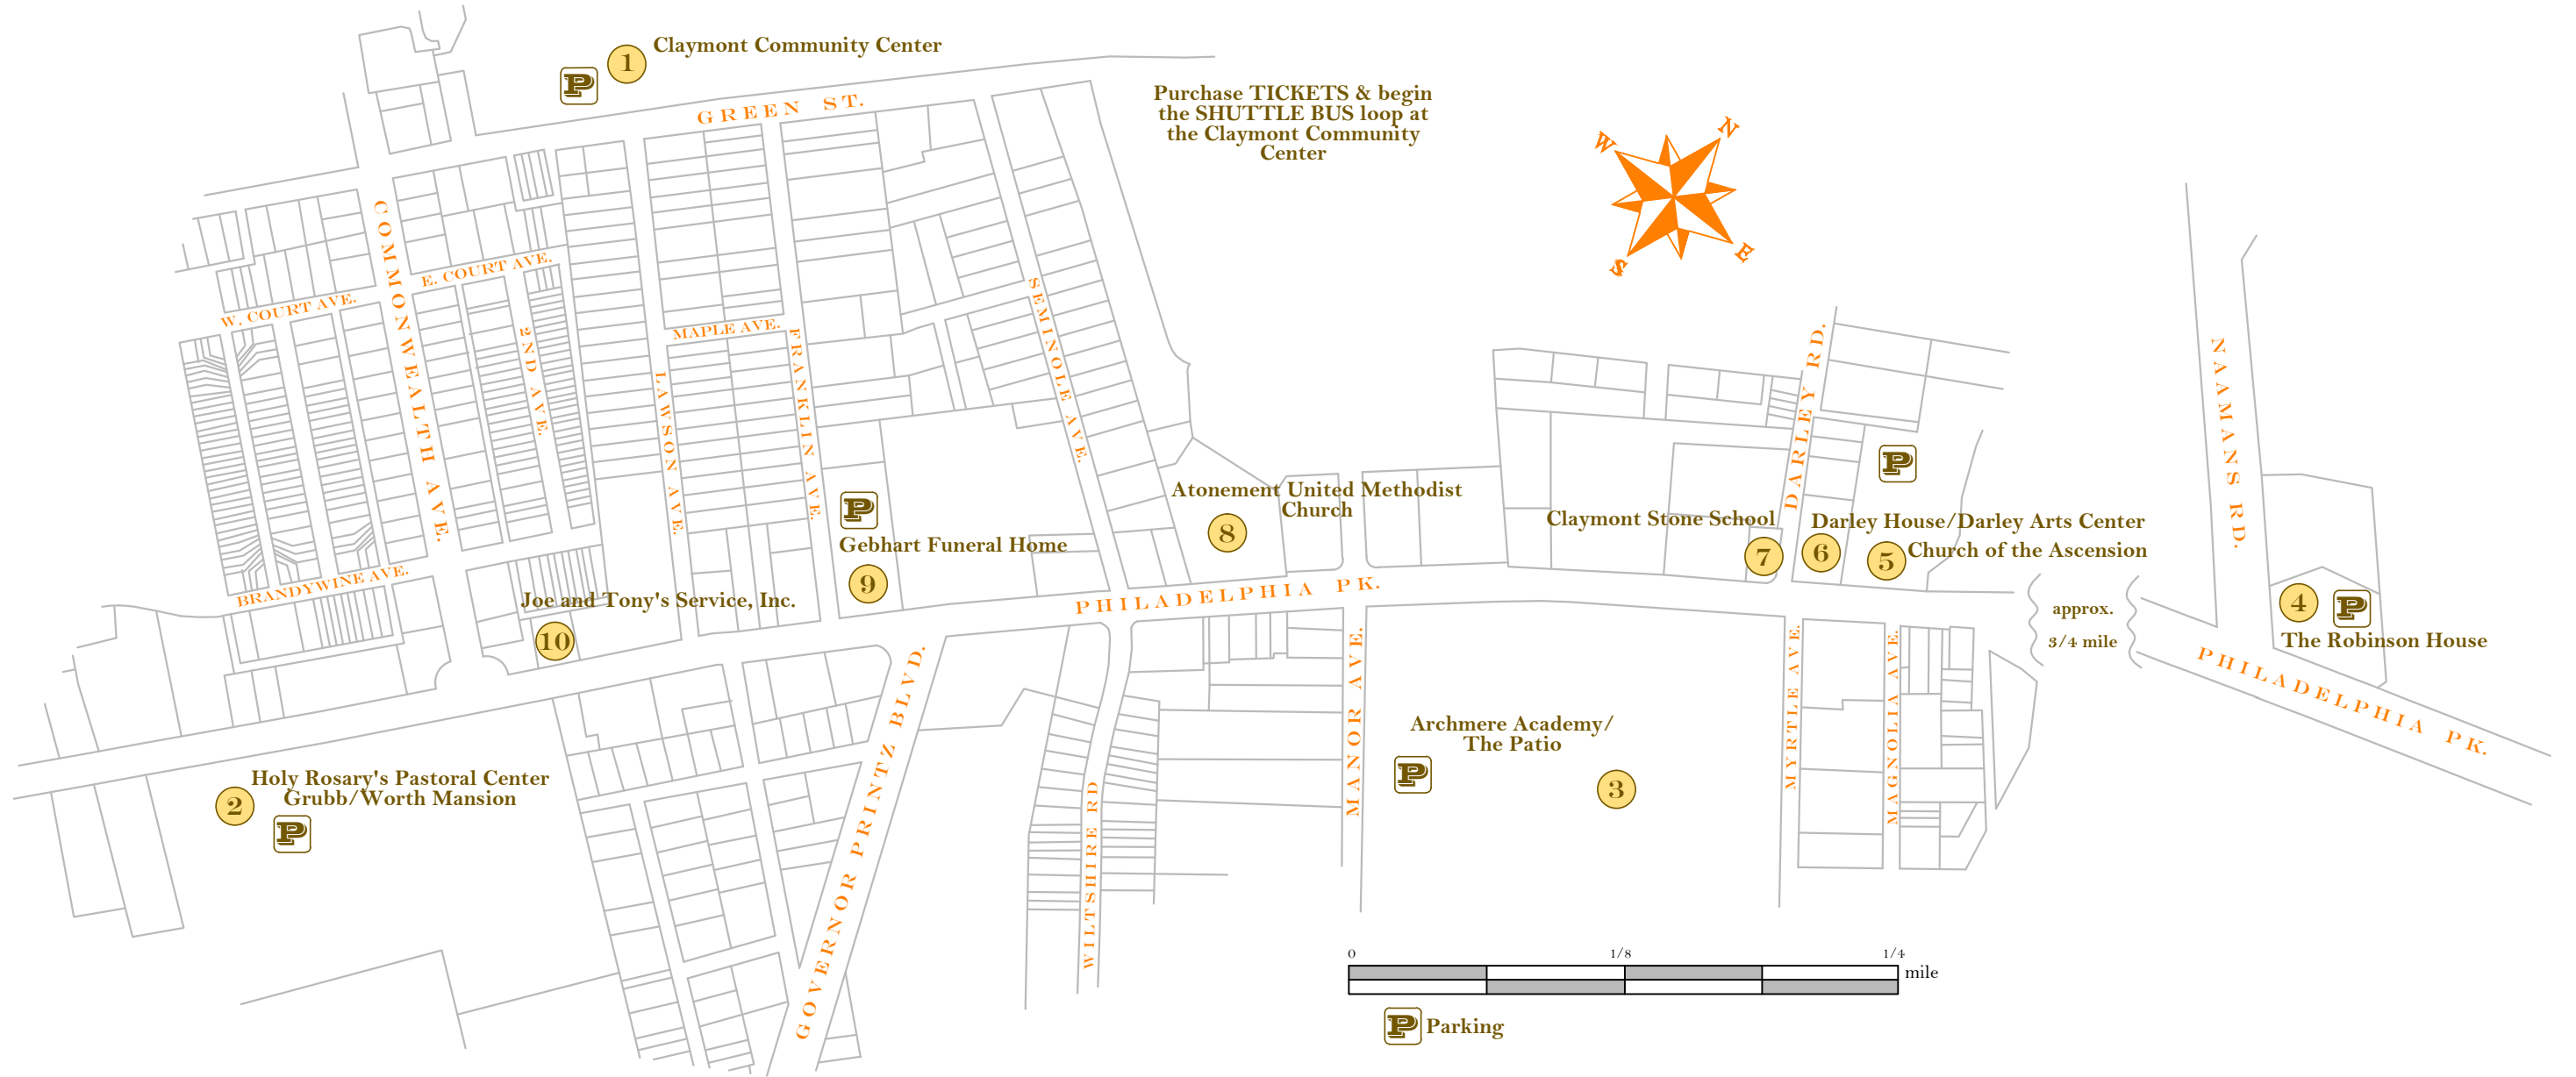 1
Claymont Community Center
P
GREEN ST.
Purchase TICKETS & begin
the SHUTTLE BUS loop at
the Claymont Community
Center
N
W
E
S
COMMONWEALTH AVE.
E. COURT AVE.
W. COURT AVE.
2ND AVE.
MAPLE AVE.
LAWSON AVE.
FRANKLIN AVE.
SEMINOLE AVE.
DARLEY RD.
NAAMANS RD.
P
P
Atonement United Methodist
Church
8
Claymont Stone School
7
Darley House/Darley Arts Center
6
Church of the Ascension
5
Gebhart Funeral Home
9
BRANDYWINE AVE.
Joe and Tony's Service, Inc.
10
PHILADELPHIA PK.
approx.
3/4 mile
4
P
The Robinson House
PHILADELPHIA PK.
GOVERNOR PRINTZ BLVD.
WILTSHIRE RD
MANOR AVE.
MYRTLE AVE.
MAGNOLIA AVE.
Archmere Academy/
The Patio
P
3
Holy Rosary's Pastoral Center
Grubb/Worth Mansion
2
P
0 1/8 1/4
mile
P Parking